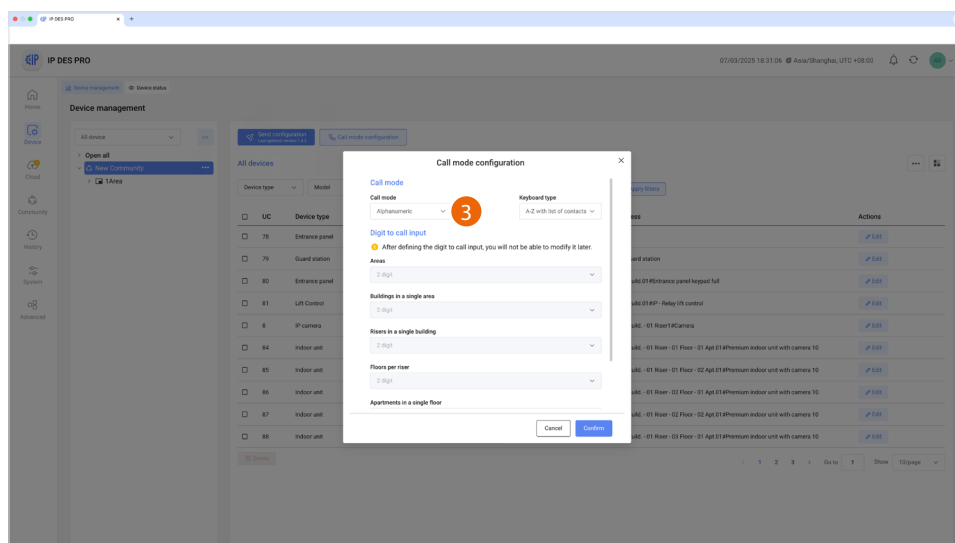 IP DES PRO
IP DES PRO
07/03/2025 18:31:06 Asia/Shanghai, UTC +08:00
Device management
Device status
Device management
Home
Device
Cloud
Community
History
System
Advanced
All device
Open all
New Community
1Area
Send configuration
Call mode configuration
All devices
Device type
Model
Apply filters
UC
Device type
Actions
78
Entrance panel
Edit
79
Guard station
Edit
80
Entrance panel
uild.01#Entrance panel keypad full
Edit
81
Lift Control
uild.01#IP - Relay lift control
Edit
8
IP camera
uild. - 01 Riser1#Camera
Edit
84
Indoor unit
uild. - 01 Riser - 01 Floor - 01 Apt.01#Premium indoor unit with camera 10
Edit
85
Indoor unit
uild. - 01 Riser - 01 Floor - 02 Apt.01#Premium indoor unit with camera 10
Edit
86
Indoor unit
uild. - 01 Riser - 02 Floor - 01 Apt.01#Premium indoor unit with camera 10
Edit
87
Indoor unit
uild. - 01 Riser - 02 Floor - 02 Apt.01#Premium indoor unit with camera 10
Edit
88
Indoor unit
uild. - 01 Riser - 03 Floor - 01 Apt.01#Premium indoor unit with camera 10
Edit
Delete
1 2 3 Go to 1 Show 10/page
Call mode configuration
Call mode
Call mode
Keyboard type
Alphanumeric
3
A-Z with list of contacts
Digit to call input
After defining the digit to call input, you will not be able to modify it later.
Areas
2 digit
Buildings in a single area
2 digit
Risers in a single building
2 digit
Floors per riser
2 digit
Apartments in a single floor
Cancel
Confirm